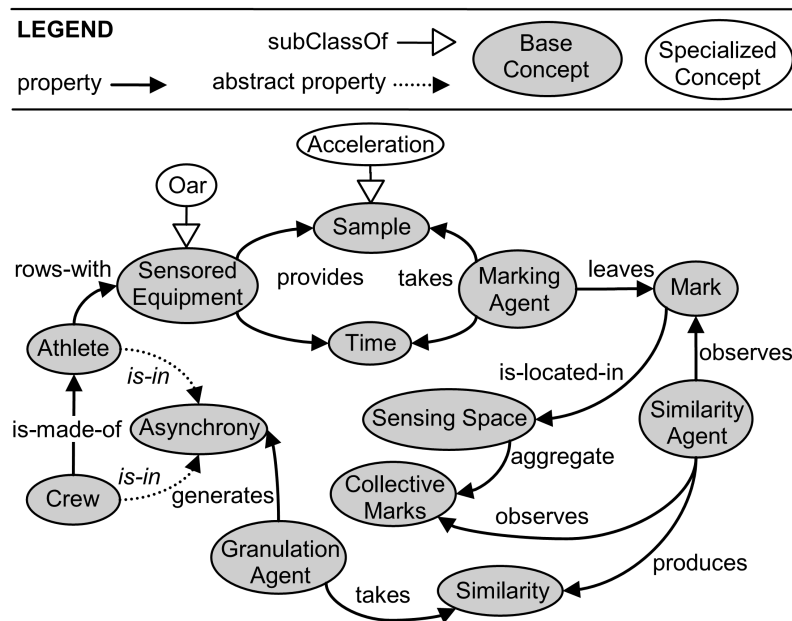 LEGEND
subClassOf
Base
Concept
Specialized
Concept
property
abstract property
Acceleration
Oar
Sample
rows-with
Sensored
Equipment
provides
takes
Marking
Agent
leaves
Mark
Time
Athlete
is-in
observes
is-located-in
Sensing Space
Similarity
Agent
is-made-of
Asynchrony
aggregate
is-in
Crew
generates
Collective
Marks
observes
Granulation
Agent
takes
Similarity
produces